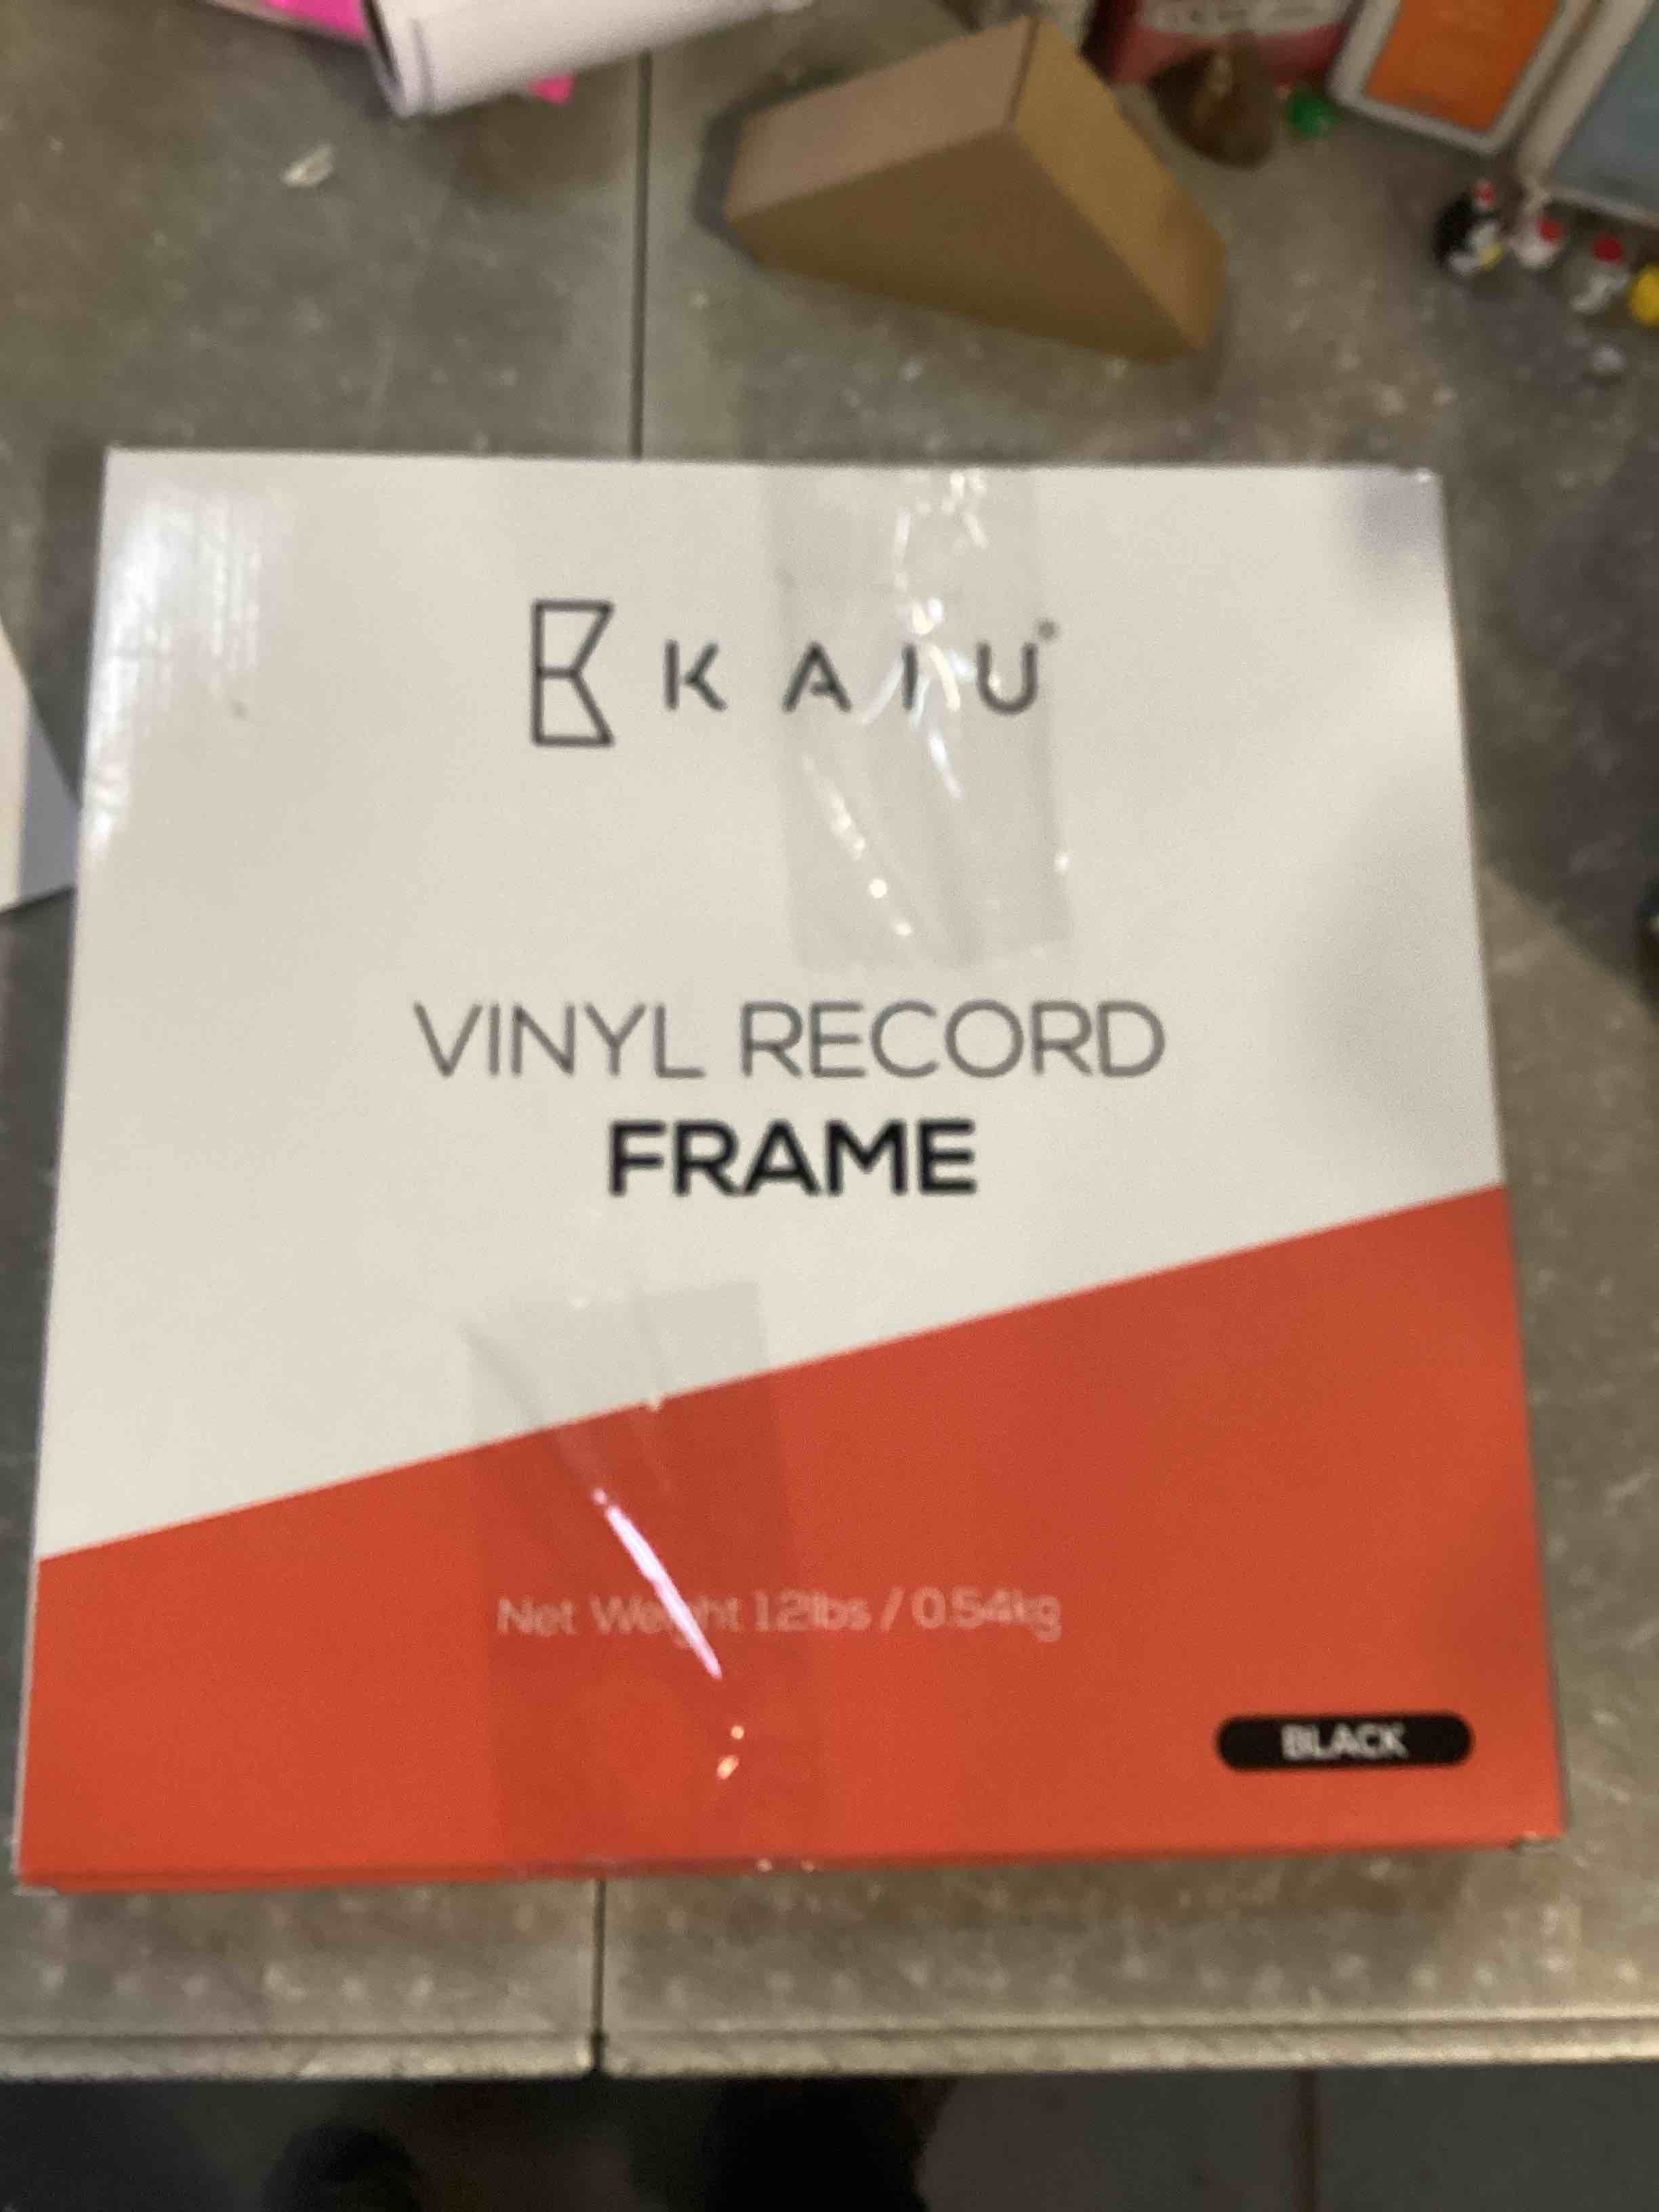 KAIU®
VINYL RECORD
FRAME
Net Weight 1.2lbs / 0.54kg
BLACK